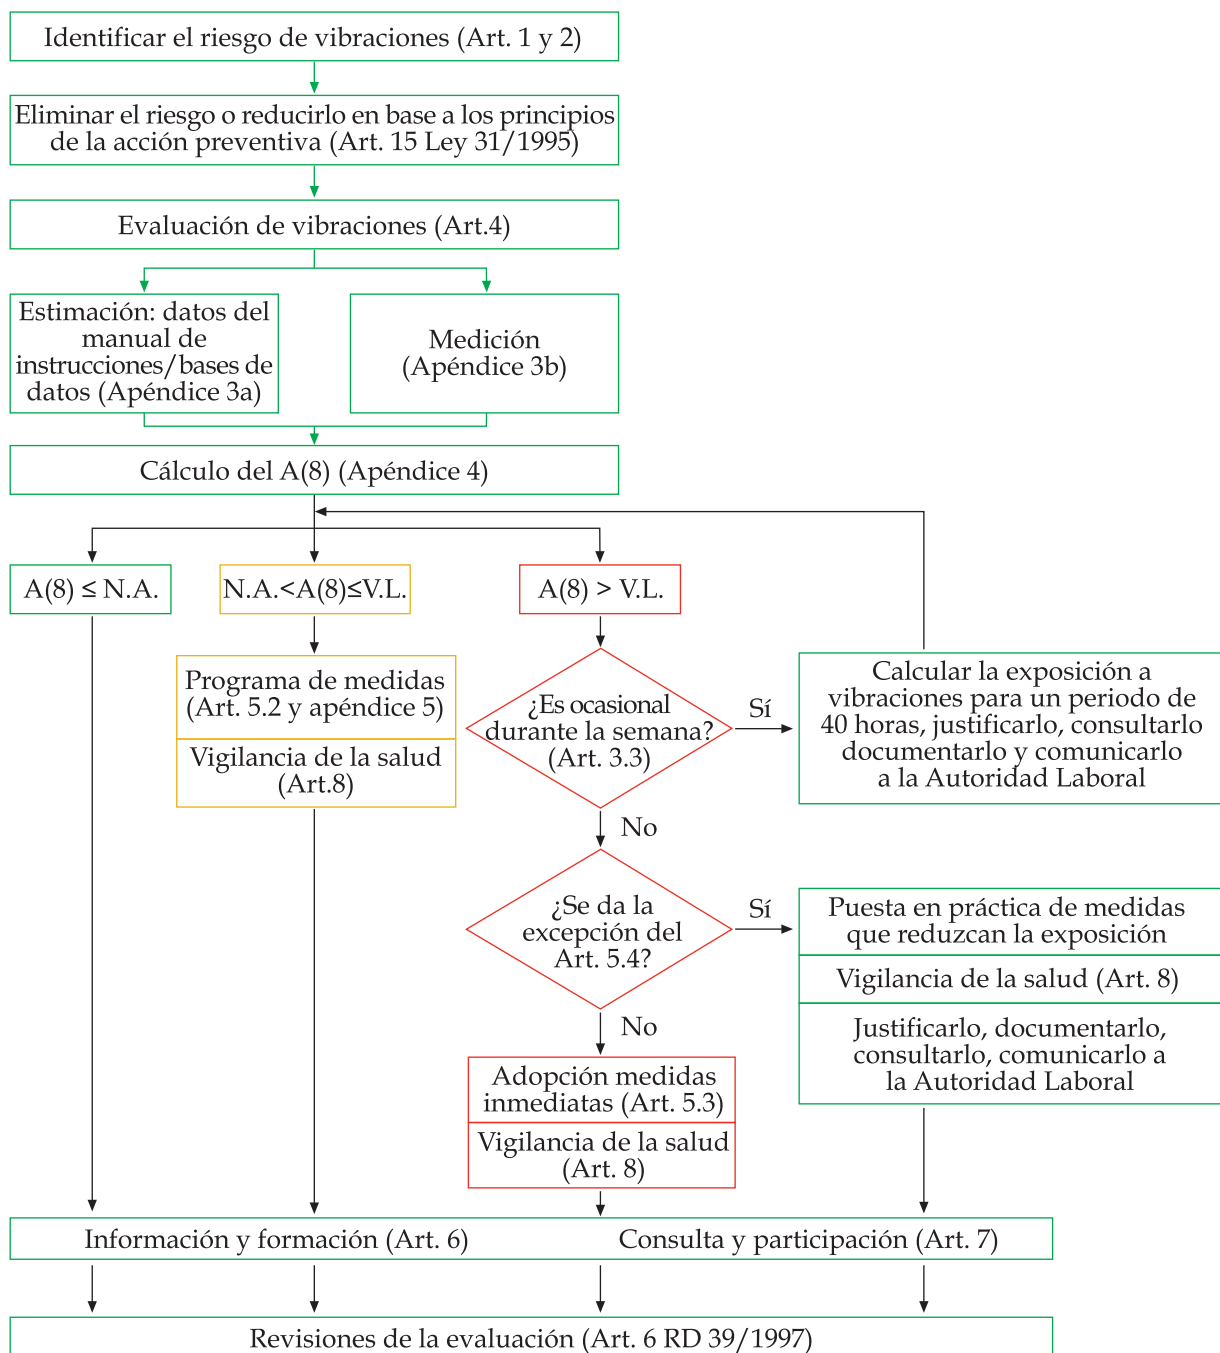 Identificar el riesgo de vibraciones (Art. 1 y 2)
Eliminar el riesgo o reducirlo en base a los principios
de la acción preventiva (Art. 15 Ley 31/1995)
Evaluación de vibraciones (Art.4)
Estimación: datos del
manual de
instrucciones/bases de
datos (Apéndice 3a)
Medición
(Apéndice 3b)
Cálculo del A(8) (Apéndice 4)
A(8) ≤ N.A.
N.A.<A(8)≤V.L.
A(8) > V.L.
Programa de medidas
(Art. 5.2 y apéndice 5)
Vigilancia de la salud
(Art.8)
¿Es ocasional
durante la semana?
(Art. 3.3)
Sí
Calcular la exposición a
vibraciones para un periodo de
40 horas, justificarlo, consultarlo
documentarlo y comunicarlo
a la Autoridad Laboral
No
¿Se da la
excepción del
Art. 5.4?
Sí
Puesta en práctica de medidas
que reduzcan la exposición
Vigilancia de la salud (Art. 8)
Justificarlo, documentarlo,
consultarlo, comunicarlo a
la Autoridad Laboral
No
Adopción medidas
inmediatas (Art. 5.3)
Vigilancia de la salud
(Art. 8)
Información y formación (Art. 6)
Consulta y participación (Art. 7)
Revisiones de la evaluación (Art. 6 RD 39/1997)